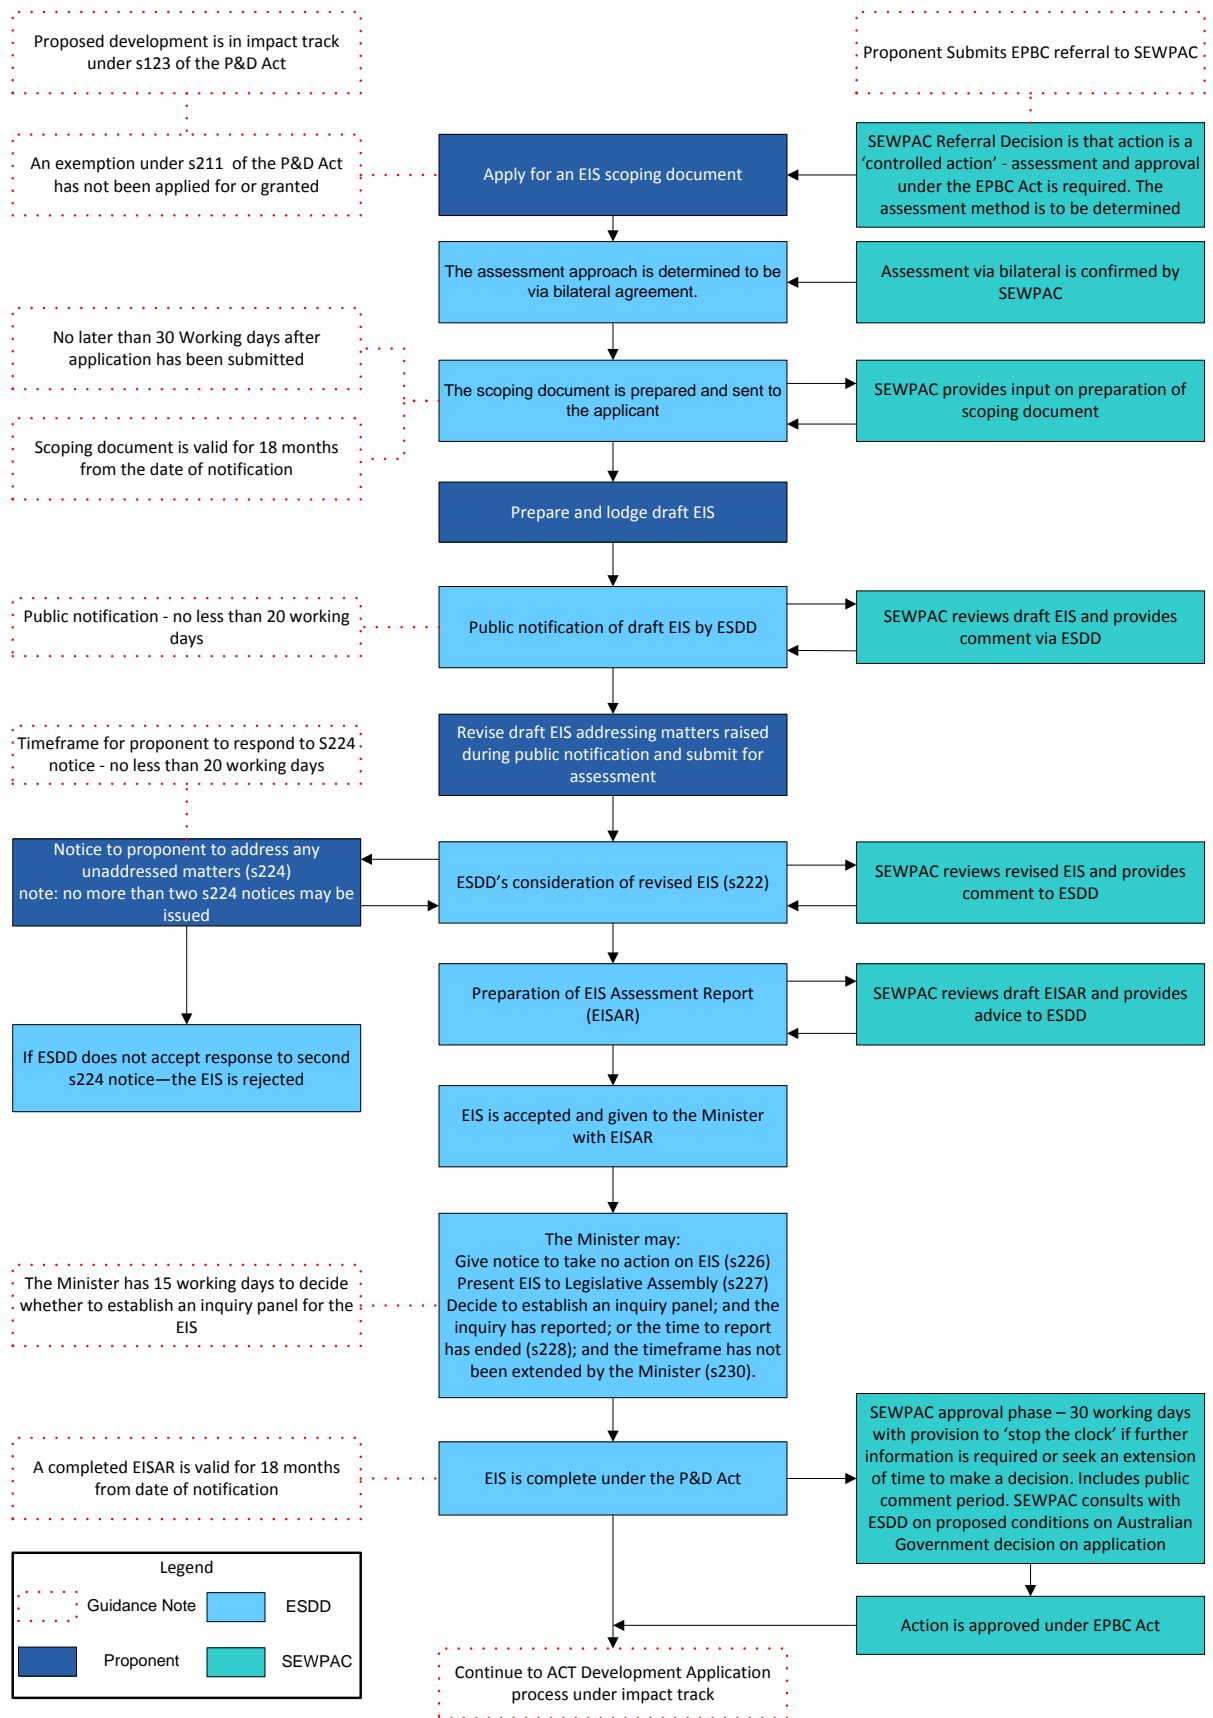 Proposed development is in impact track
under s123 of the P&D Act
Proponent Submits EPBC referral to SEWPAC
An exemption under s211 of the P&D Act
has not been applied for or granted
Apply for an EIS scoping document
SEWPAC Referral Decision is that action is a
‘controlled action’ - assessment and approval
under the EPBC Act is required. The
assessment method is to be determined
The assessment approach is determined to be
via bilateral agreement.
Assessment via bilateral is confirmed by
SEWPAC
No later than 30 Working days after
application has been submitted
The scoping document is prepared and sent to
the applicant
SEWPAC provides input on preparation of
scoping document
Scoping document is valid for 18 months
from the date of notification
Prepare and lodge draft EIS
Public notification - no less than 20 working
days
Public notification of draft EIS by ESDD
SEWPAC reviews draft EIS and provides
comment via ESDD
Timeframe for proponent to respond to S224
notice - no less than 20 working days
Revise draft EIS addressing matters raised
during public notification and submit for
assessment
Notice to proponent to address any
unaddressed matters (s224)
note: no more than two s224 notices may be
issued
ESDD’s consideration of revised EIS (s222)
SEWPAC reviews revised EIS and provides
comment to ESDD
Preparation of EIS Assessment Report
(EISAR)
SEWPAC reviews draft EISAR and provides
advice to ESDD
If ESDD does not accept response to second
s224 notice—the EIS is rejected
EIS is accepted and given to the Minister
with EISAR
The Minister has 15 working days to decide
whether to establish an inquiry panel for the
EIS
The Minister may:
Give notice to take no action on EIS (s226)
Present EIS to Legislative Assembly (s227)
Decide to establish an inquiry panel; and the
inquiry has reported; or the time to report
has ended (s228); and the timeframe has not
been extended by the Minister (s230).
A completed EISAR is valid for 18 months
from date of notification
EIS is complete under the P&D Act
SEWPAC approval phase – 30 working days
with provision to ‘stop the clock’ if further
information is required or seek an extension
of time to make a decision. Includes public
comment period. SEWPAC consults with
ESDD on proposed conditions on Australian
Government decision on application
Action is approved under EPBC Act
Continue to ACT Development Application
process under impact track
Legend
Guidance Note
ESDD
Proponent
SEWPAC